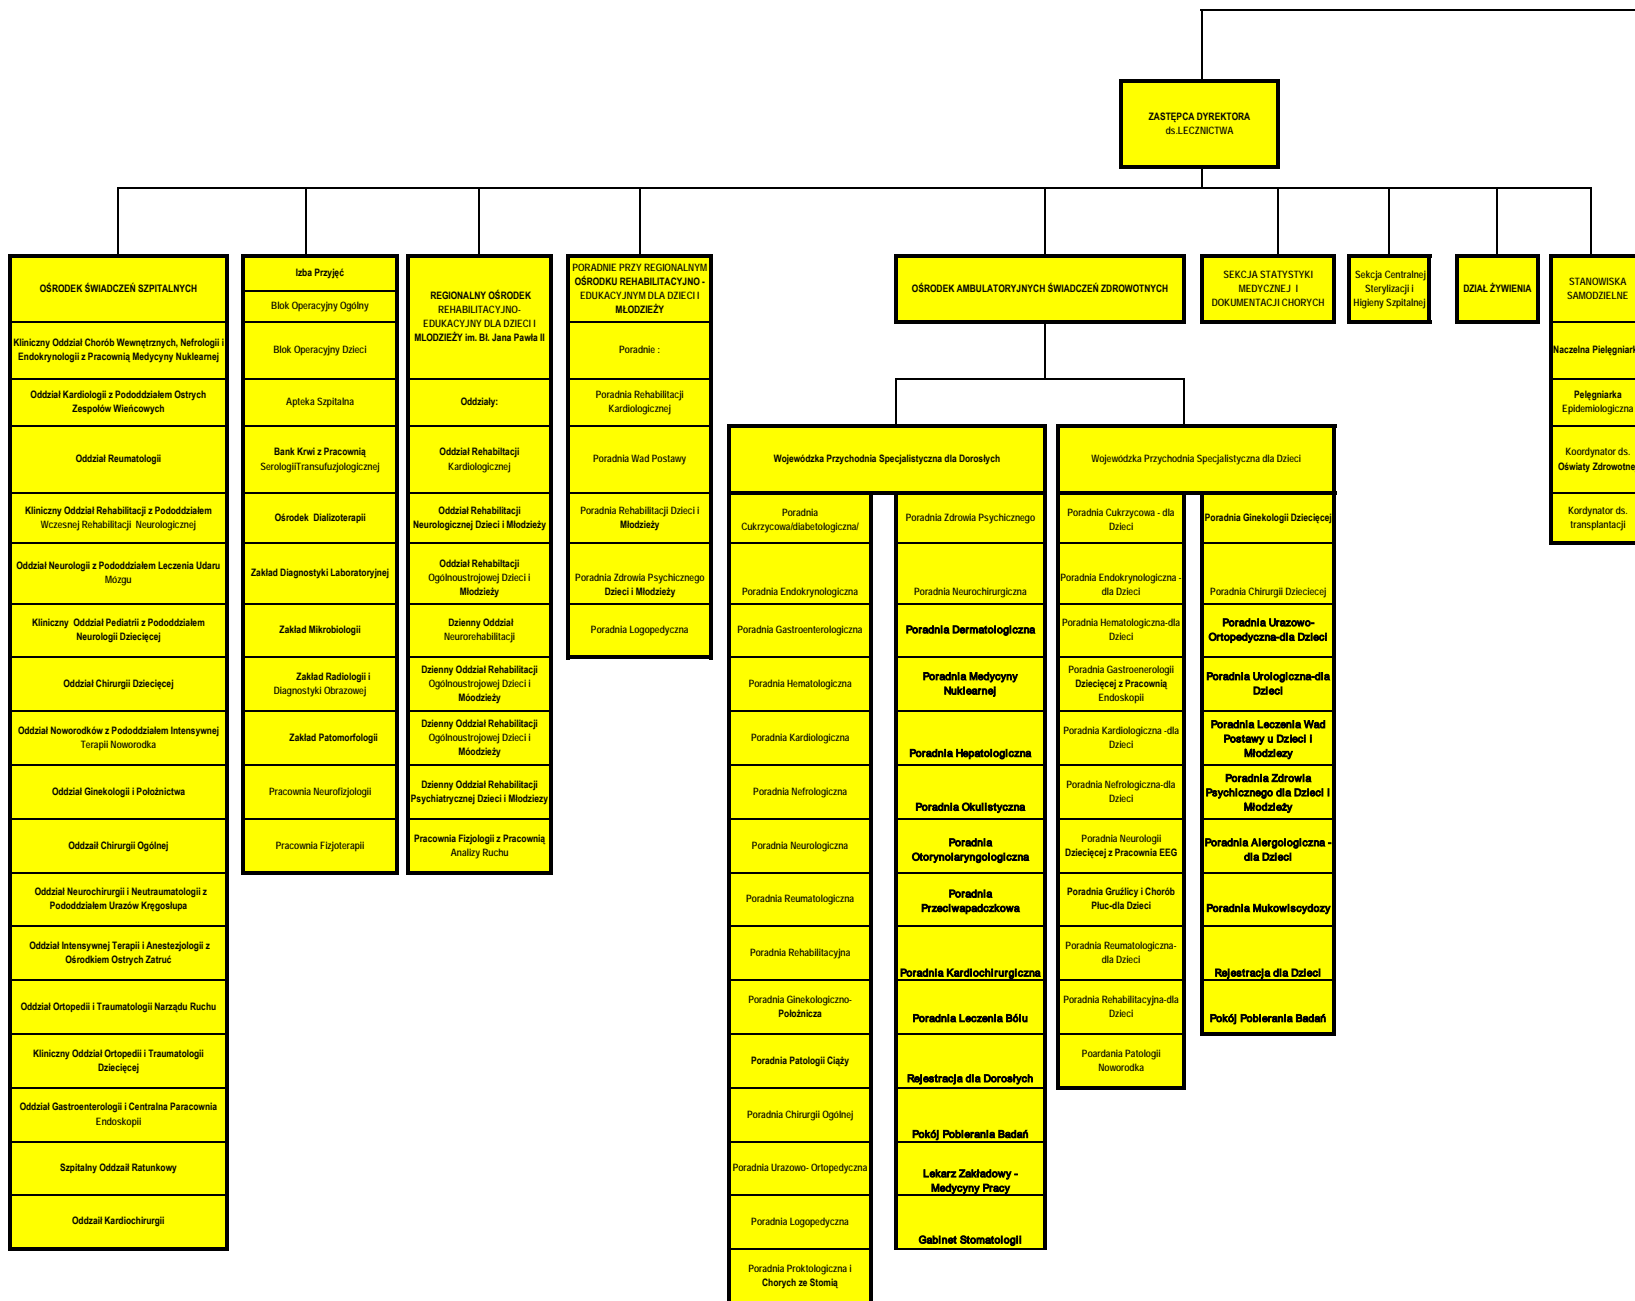 ZASTĘPCA DYREKTORA
ds.LECZNICTWA
OŚRODEK ŚWIADCZEŃ SZPITALNYCH
Kliniczny Oddział Chorób Wewnętrznych, Nefrologii i
Endokrynologii z Pracownią Medycyny Nuklearnej
Oddział Kardiologii z Pododdziałem Ostrych
Zespołów Wieńcowych
Oddział Reumatologii
Kliniczny Oddział Rehabilitacji z Pododdziałem
Wczesnej Rehabilitacji Neurologicznej
Oddział Neurologii z Pododdziałem Leczenia Udaru
Mózgu
Kliniczny Oddział Pediatrii z Pododdziałem
Neurologii Dziecięcej
Oddział Chirurgii Dziecięcej
Oddział Noworodków z Pododdziałem Intensywnej
Terapii Noworodka
Oddział Ginekologii i Położnictwa
Oddzaił Chirurgii Ogólnej
Oddział Neurochirurgii i Neutraumatologii z
Pododdziałem Urazów Kręgosłupa
Oddział Intensywnej Terapii i Anestezjologii z
Ośrodkiem Ostrych Zatruć
Oddział Ortopedii i Traumatologii Narządu Ruchu
Kliniczny Oddział Ortopedii i Traumatologii
Dziecięcej
Oddział Gastroenterologii i Centralna Paracownia
Endoskopii
Szpitalny Oddzaił Ratunkowy
Oddzaił Kardiochirurgii
Izba Przyjęć
Blok Operacyjny Ogólny
Blok Operacyjny Dzieci
Apteka Szpitalna
Bank Krwi z Pracownią
SerologiiTransufuzjologicznej
Ośrodek Dializoterapii
Zakład Diagnostyki Laboratoryjnej
Zakład Mikrobiologii
Zakład Radiologii i
Diagnostyki Obrazowej
Zakład Patomorfologii
Pracownia Neurofizjologii
Pracownia Fizjoterapii
REGIONALNY OŚRODEK
REHABILITACYJNO-
EDUKACYJNY DLA DZIECI I
MLODZIEŻY im. Bł. Jana Pawła II
Oddziały:
Oddział Rehabiltacji
Kardiologicznej
Oddział Rehabilitacji
Neurologicznej Dzieci i Młodzieży
Oddział Rehabiltacji
Ogólnoustrojowej Dzieci i
Młodzieży
Dzienny Oddział
Neurorehabilitacji
Dzienny Oddział Rehabilitacji
Ogólnoustrojowej Dzieci i
Móodzieży
Dzienny Oddział Rehabilitacji
Ogólnoustrojowej Dzieci i
Móodzieży
Dzienny Oddział Rehabilitacji
Psychiatrycznej Dzieci i Młodziezy
Pracownia Fizjologii z Pracownią
Analizy Ruchu
PORADNIE PRZY REGIONALNYM
OŚRODKU REHABILITACYJNO -
EDUKACYJNYM DLA DZIECI I
MŁODZIEŻY
Poradnie :
Poradnia Rehabilitacji
Kardiologicznej
Poradnia Wad Postawy
Poradnia Rehabilitacji Dzieci i
Młodzieży
Poradnia Zdrowia Psychicznego
Dzieci i Młodzieży
Poradnia Logopedyczna
OŚRODEK AMBULATORYJNYCH ŚWIADCZEŃ ZDROWOTNYCH
Wojewódzka Przychodnia Specjalistyczna dla Dorosłych
Poradnia
Cukrzycowa/diabetologiczna/
Poradnia Endokrynologiczna
Poradnia Gastroenterologiczna
Poradnia Hematologiczna
Poradnia Kardiologiczna
Poradnia Nefrologiczna
Poradnia Neurologiczna
Poradnia Reumatologiczna
Poradnia Rehabilitacyjna
Poradnia Ginekologiczno-
Położnicza
Poradnia Patologii Ciąży
Poradnia Chirurgii Ogólnej
Poradnia Urazowo- Ortopedyczna
Poradnia Logopedyczna
Poradnia Proktologiczna i
Chorych ze Stomią
Poradnia Zdrowia Psychicznego
Poradnia Neurochirurgiczna
Poradnia Dermatologiczna
Poradnia Medycyny
Nuklearnej
Poradnia Hepatologiczna
Poradnia Okulistyczna
Poradnia
Otorynolaryngologiczna
Poradnia
Przeciwapadczkowa
Poradnia Kardiochirurgiczna
Poradnia Leczenia Bólu
Rejestracja dla Dorosłych
Pokój Pobierania Badań
Lekarz Zakładowy -
Medycyny Pracy
Gabinet Stomatologii
Wojewódzka Przychodnia Specjalistyczna dla Dzieci
Poradnia Cukrzycowa - dla
Dzieci
Poradnia Endokrynologiczna -
dla Dzieci
Poradnia Hematologiczna-dla
Dzieci
Poradnia Gastroenerologii
Dziecięcej z Pracownią
Endoskopii
Poradnia Kardiologiczna -dla
Dzieci
Poradnia Nefrologiczna-dla
Dzieci
Poradnia Neurologii
Dziecięcej z Pracownia EEG
Poradnia Gruźlicy i Chorób
Płuc-dla Dzieci
Poradnia Reumatologiczna-
dla Dzieci
Poradnia Rehabilitacyjna-dla
Dzieci
Poardania Patologii
Noworodka
Poradnia Ginekologii Dziecięcej
Poradnia Chirurgii Dzieciecej
Poradnia Urazowo-
Ortopedyczna-dla Dzieci
Poradnia Urologiczna-dla
Dzieci
Poradnia Leczenia Wad
Postawy u Dzieci i
Młodziezy
Poradnia Zdrowia
Psychicznego dla Dzieci i
Młodzieży
Poradnia Alergologiczna -
dla Dzieci
Poradnia Mukowiscydozy
Rejestracja dla Dzieci
Pokój Pobierania Badań
SEKCJA STATYSTYKI
MEDYCZNEJ I
DOKUMENTACJI CHORYCH
Sekcja Centralnej
Sterylizacji i
Higieny Szpitalnej
DZIAŁ ŻYWIENIA
STANOWISKA
SAMODZIELNE
Naczelna Pielęgniark
Pelęgniarka
Epidemiologiczna
Koordynator ds.
Oświaty Zdrowotne
Kordynator ds.
transplantacji